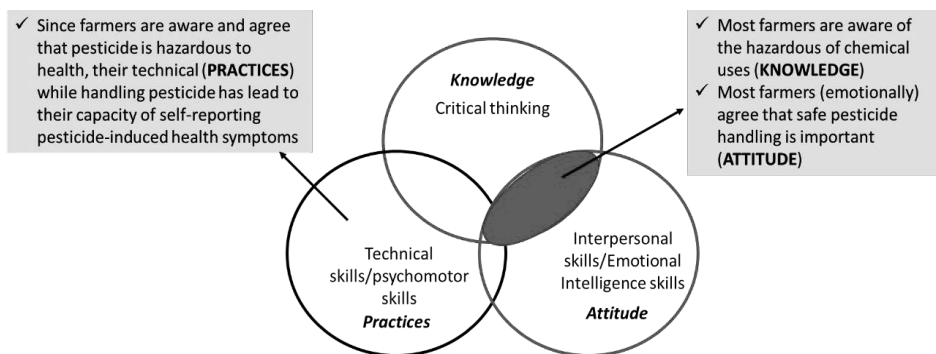 ✓ Since farmers are aware and agree
that pesticide is hazardous to
health, their technical (PRACTICES)
while handling pesticide has lead to
their capacity of self-reporting
pesticide-induced health symptoms
✓ Most farmers are aware of
the hazardous of chemical
uses (KNOWLEDGE)
✓ Most farmers (emotionally)
agree that safe pesticide
handling is important
(ATTITUDE)
Knowledge
Critical thinking
Technical
skills/psychomotor
skills
Practices
Interpersonal
skills/Emotional
Intelligence skills
Attitude